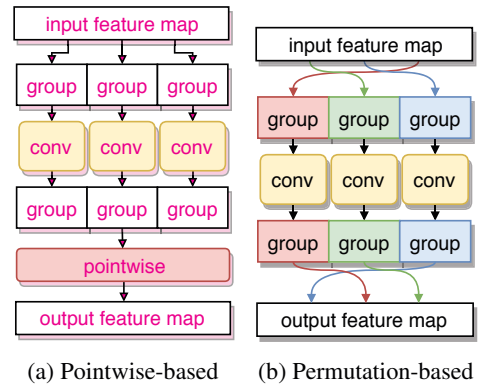 input feature map
group group group
conv conv conv
group group group
pointwise
output feature map
(a) Pointwise-based
input feature map
group group group
conv conv conv
group group group
output feature map
(b) Permutation-based